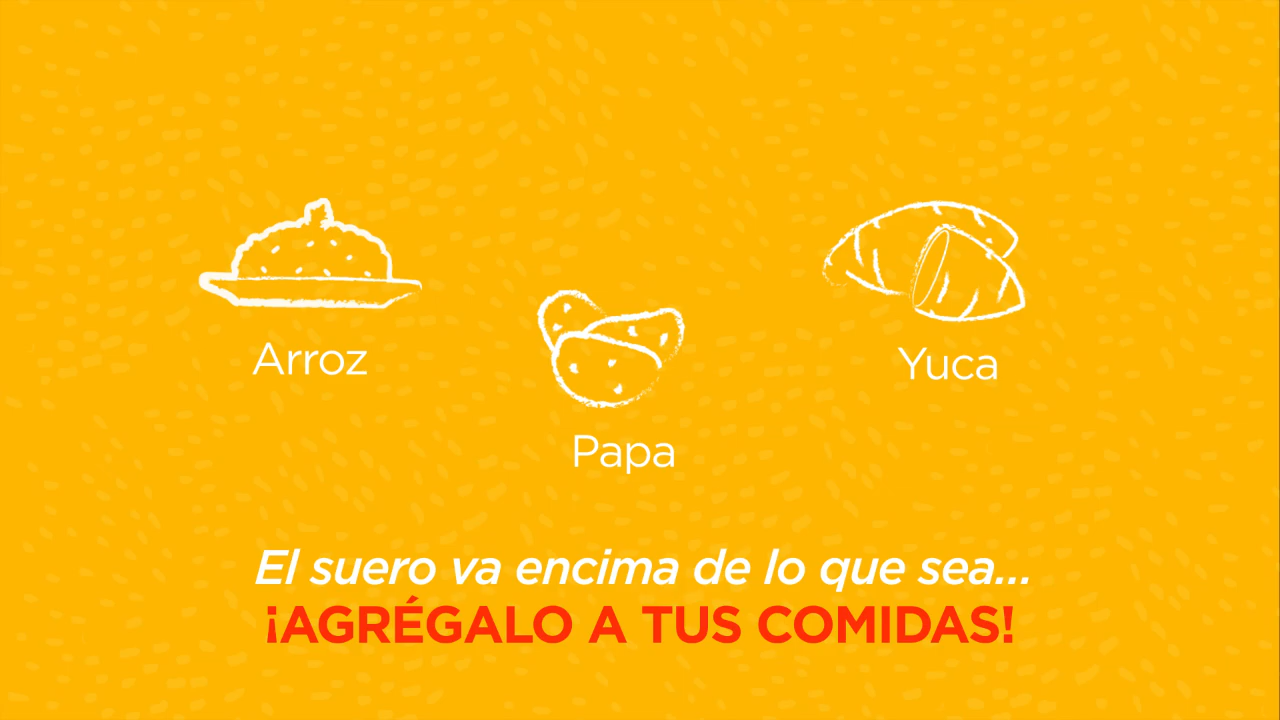 Arroz
Papa
Yuca
El suero va encima de lo que sea...
¡AGRÉGALO A TUS COMIDAS!